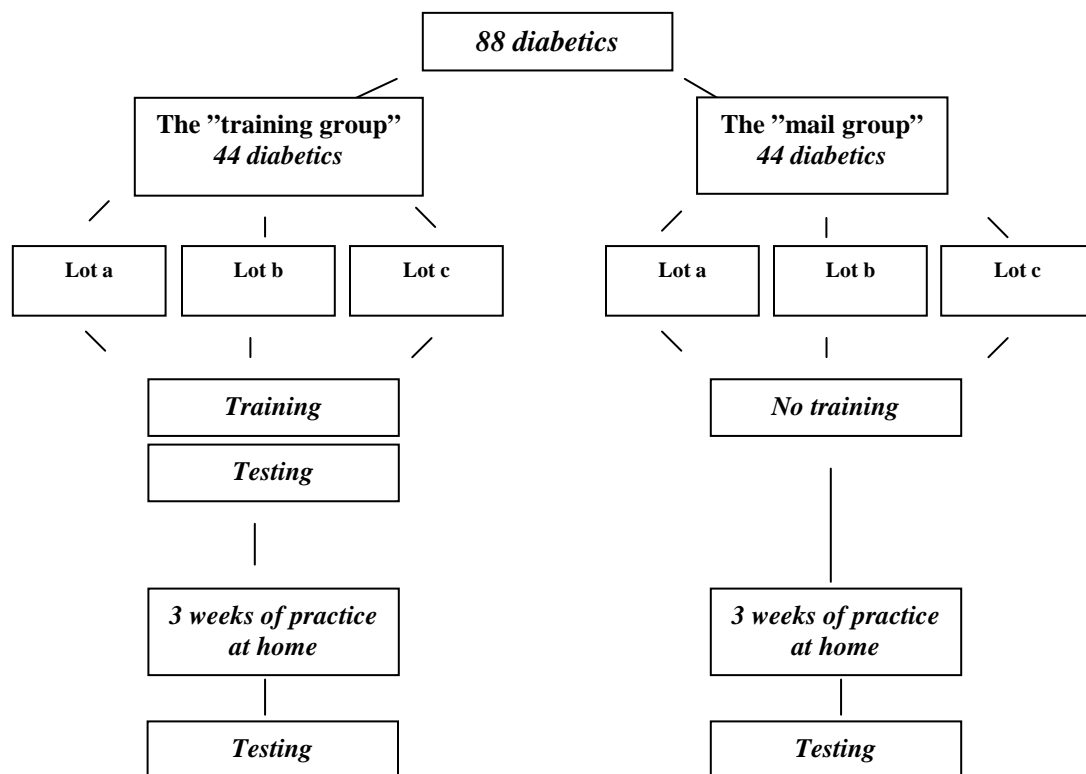 88 diabetics
The ”training group”
44 diabetics
The ”mail group”
44 diabetics
Lot a
Lot b
Lot c
Lot a
Lot b
Lot c
Training
No training
Testing
3 weeks of practice
at home
3 weeks of practice
at home
Testing
Testing